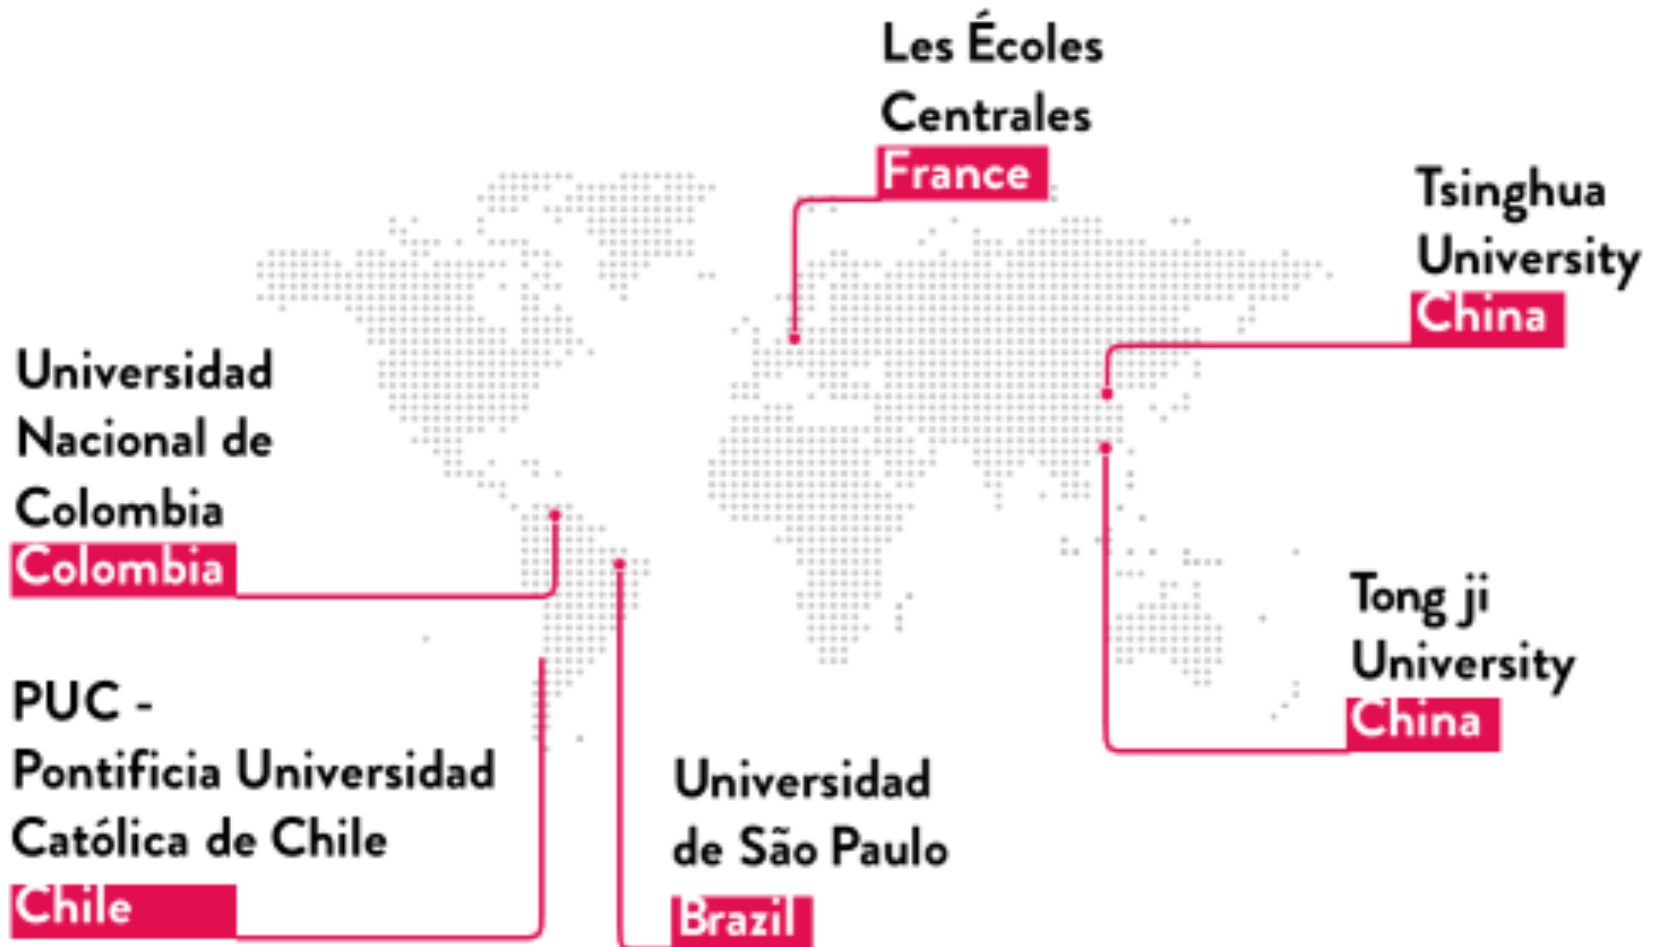 Les Écoles
Centrales
France
Tsinghua
University
China
Universidad
Nacional de
Colombia
Colombia
Tong ji
University
China
PUC -
Pontificia Universidad
Católica de Chile
Chile
Universidad
de São Paulo
Brazil